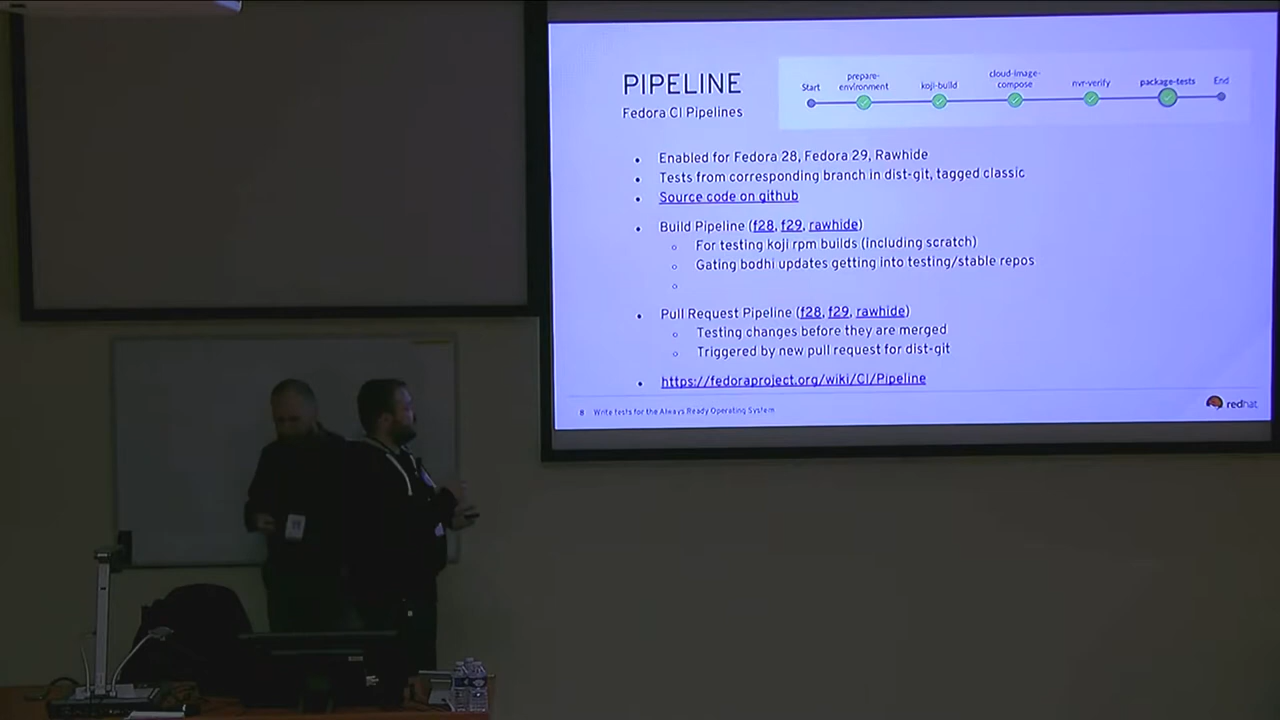 PIPELINE
Fedora CI Pipelines
Start
prepare-
environment
koji-build
cloud-image-
compose
nvr-verify
package-tests
End
Enabled for Fedora 28, Fedora 29, Rawhide
Tests from corresponding branch in dist-git, tagged classic
Source code on github
Build Pipeline (f28, f29, rawhide)
For testing koji rpm builds (including scratch)
Gating bodhi updates getting into testing/stable repos
Pull Request Pipeline (f28, f29, rawhide)
Testing changes before they are merged
Triggered by new pull request for dist-git
https://fedoraproject.org/wiki/CI/Pipeline
8 Write tests for the Always Ready Operating System
redhat